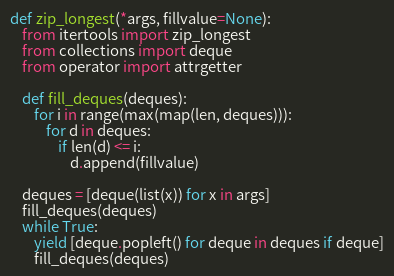 def zip_longest(*args, fillvalue=None):
from itertools import zip_longest
from collections import deque
from operator import attrgetter
def fill_deques(deques):
for i in range(max(map(len, deques))):
for d in deques:
if len(d) <= i:
d.append(fillvalue)
deques = [deque(list(x)) for x in args]
fill_deques(deques)
while True:
yield [deque.popleft() for deque in deques if deque]
fill_deques(deques)